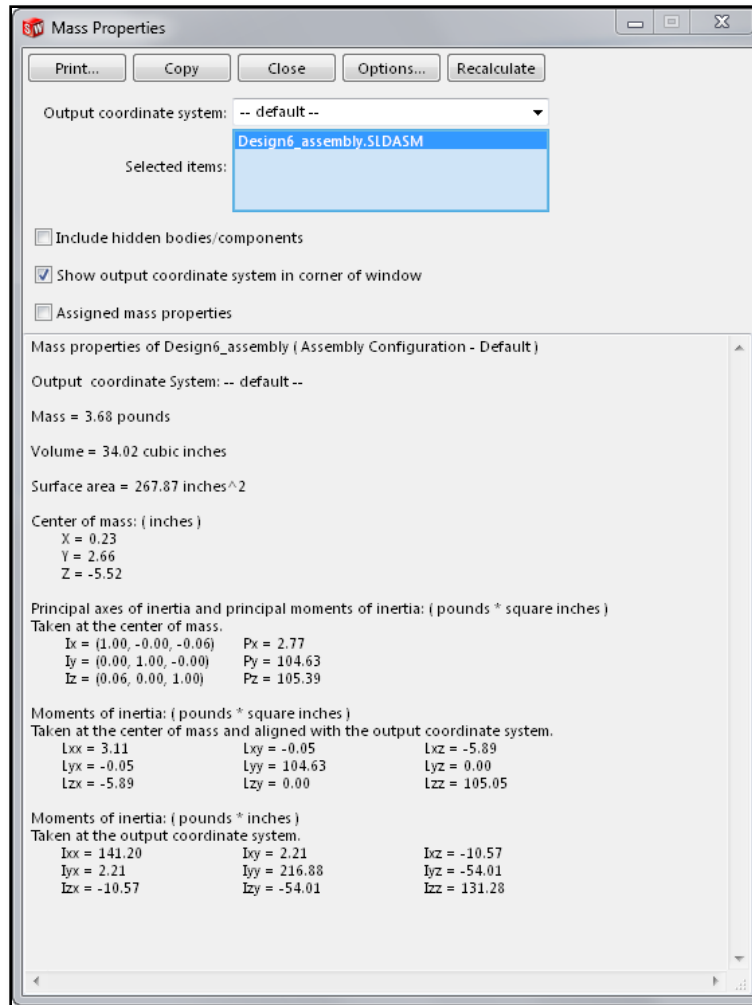 Mass Properties
Print... Copy Close Options... Recalculate
Output coordinate system: -- default --
Design6_assembly.SLDASM
Selected items:
Include hidden bodies/components
Show output coordinate system in corner of window
Assigned mass properties
Mass properties of Design6_assembly ( Assembly Configuration - Default )
Output coordinate System: -- default --
Mass = 3.68 pounds
Volume = 34.02 cubic inches
Surface area = 267.87 inches^2
Center of mass: ( inches )
X = 0.23
Y = 2.66
Z = -5.52
Principal axes of inertia and principal moments of inertia: ( pounds * square inches )
Taken at the center of mass.
Ix = (1.00, -0.00, -0.06) Px = 2.77
Iy = (0.00, 1.00, -0.00) Py = 104.63
Iz = (0.06, 0.00, 1.00) Pz = 105.39
Moments of inertia: ( pounds * square inches )
Taken at the center of mass and aligned with the output coordinate system.
Lxx = 3.11 Lxy = -0.05 Lxz = -5.89
Lyx = -0.05 Lyy = 104.63 Lyz = 0.00
Lzx = -5.89 Lzy = 0.00 Lzz = 105.05
Moments of inertia: ( pounds * inches )
Taken at the output coordinate system.
Ixx = 141.20 Ixy = 2.21 Ixz = -10.57
Iyx = 2.21 Iyy = 216.88 Iyz = -54.01
Izx = -10.57 Izy = -54.01 Izz = 131.28